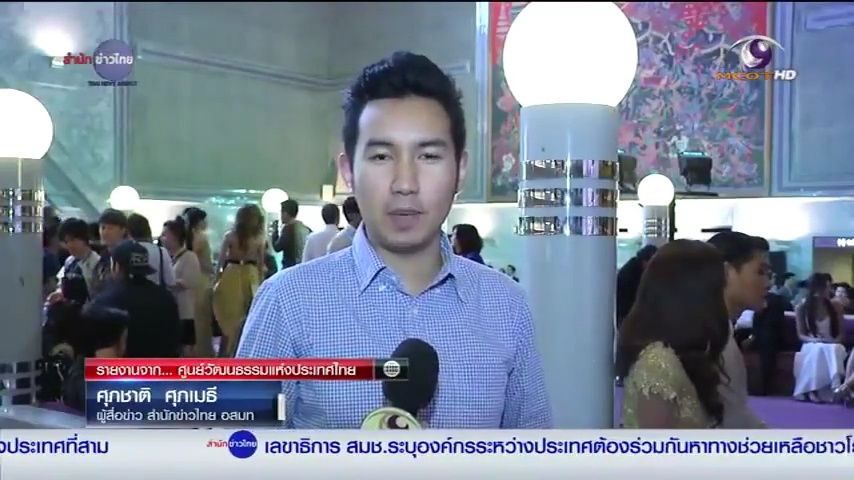 สำนักข่าวไทย
THAI NEWS AGENCY
9
MCOT HD
รายงานจาก... ศูนย์วัฒนธรรมแห่งประเทศไทย
ศุภชาติ ศุภเมธี
ผู้สื่อข่าว สำนักข่าวไทย อสมท
งประเทศที่สาม สำนักข่าวไทย เลขาธิการ สมช.ระบุองค์กรระหว่างประเทศต้องร่วมกันหาทางช่วยเหลือชาวโ